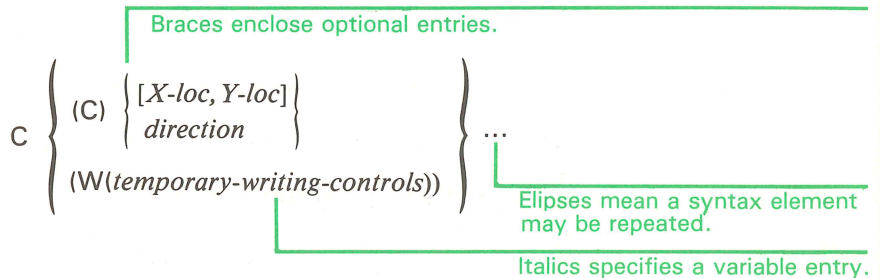 Braces enclose optional entries.
[X-loc, Y-loc]
(C)
direction
C
...
(W(temporary-writing-controls))
Elipses mean a syntax element
may be repeated.
Italics specifies a variable entry.